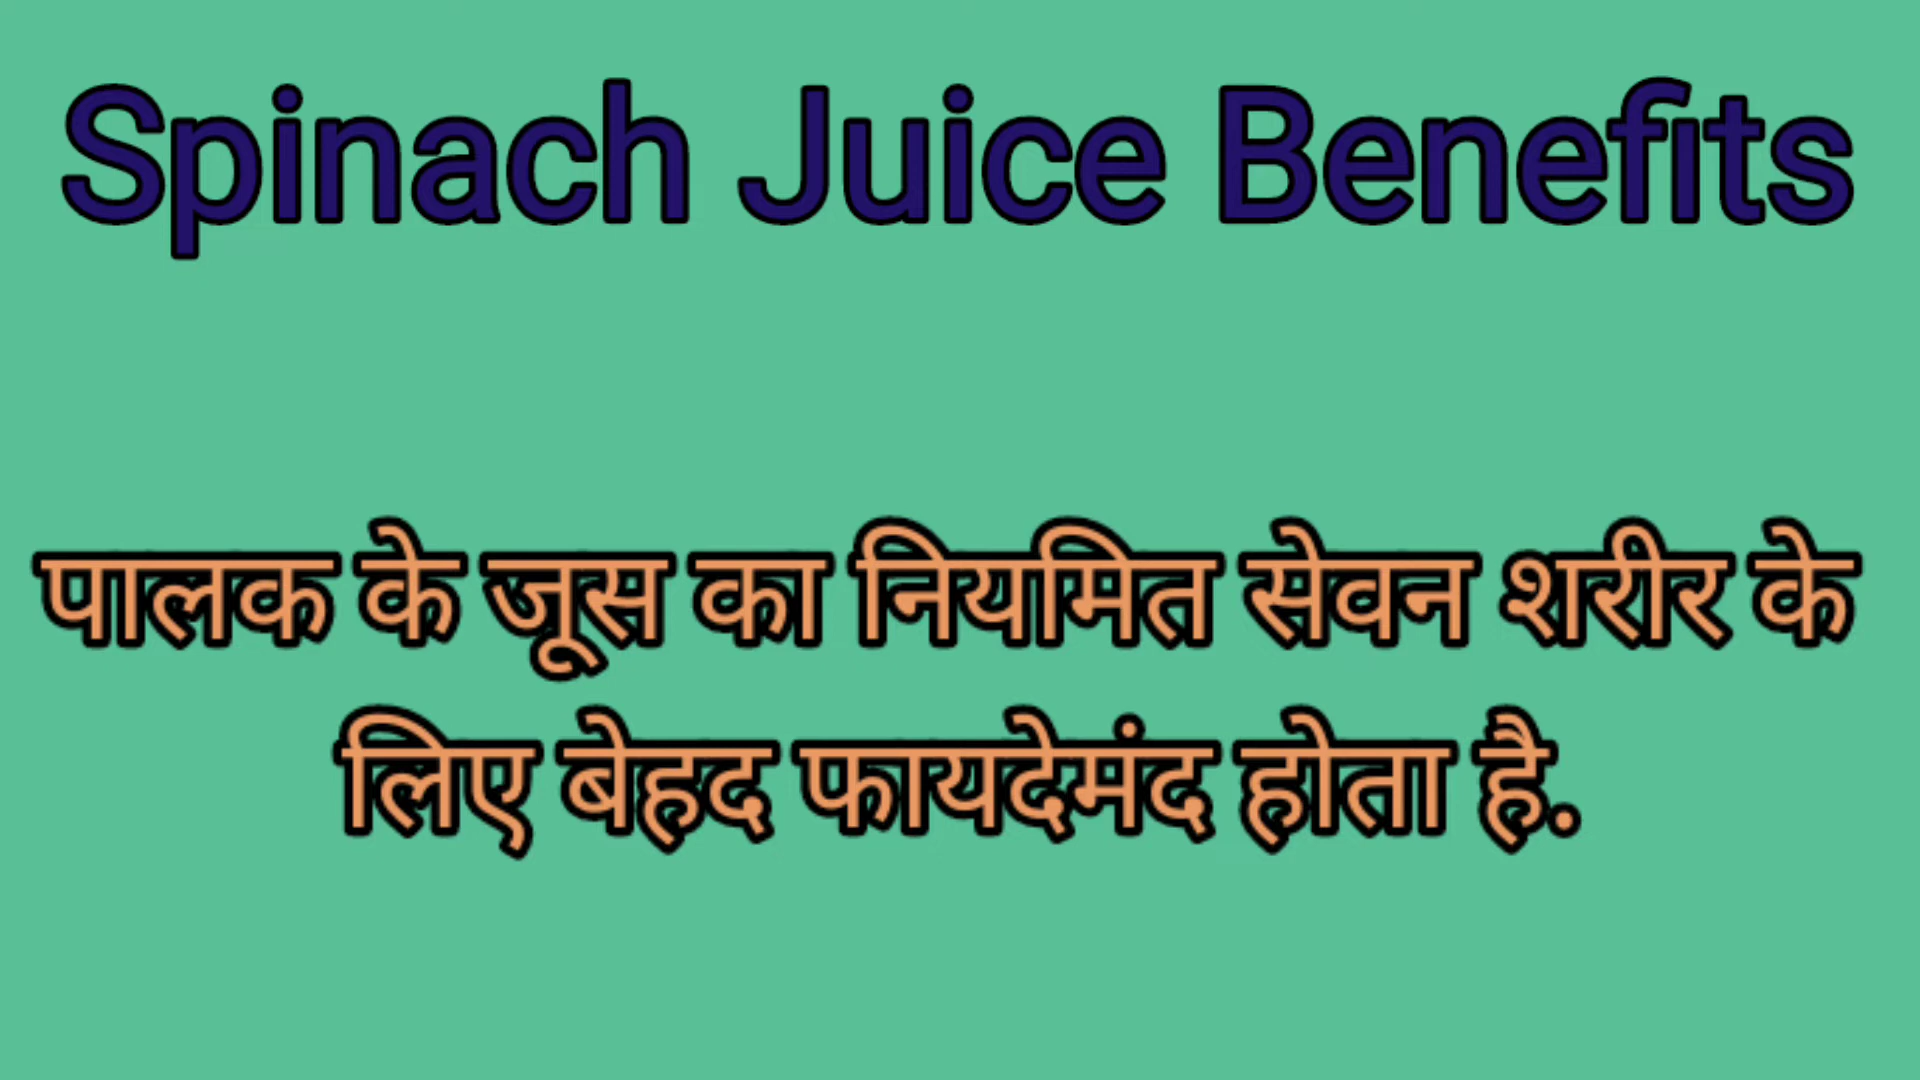 Spinach Juice Benefits
पालक के जूस का नियमित सेवन शरीर के
लिए बेहद फायदेमंद होता है.